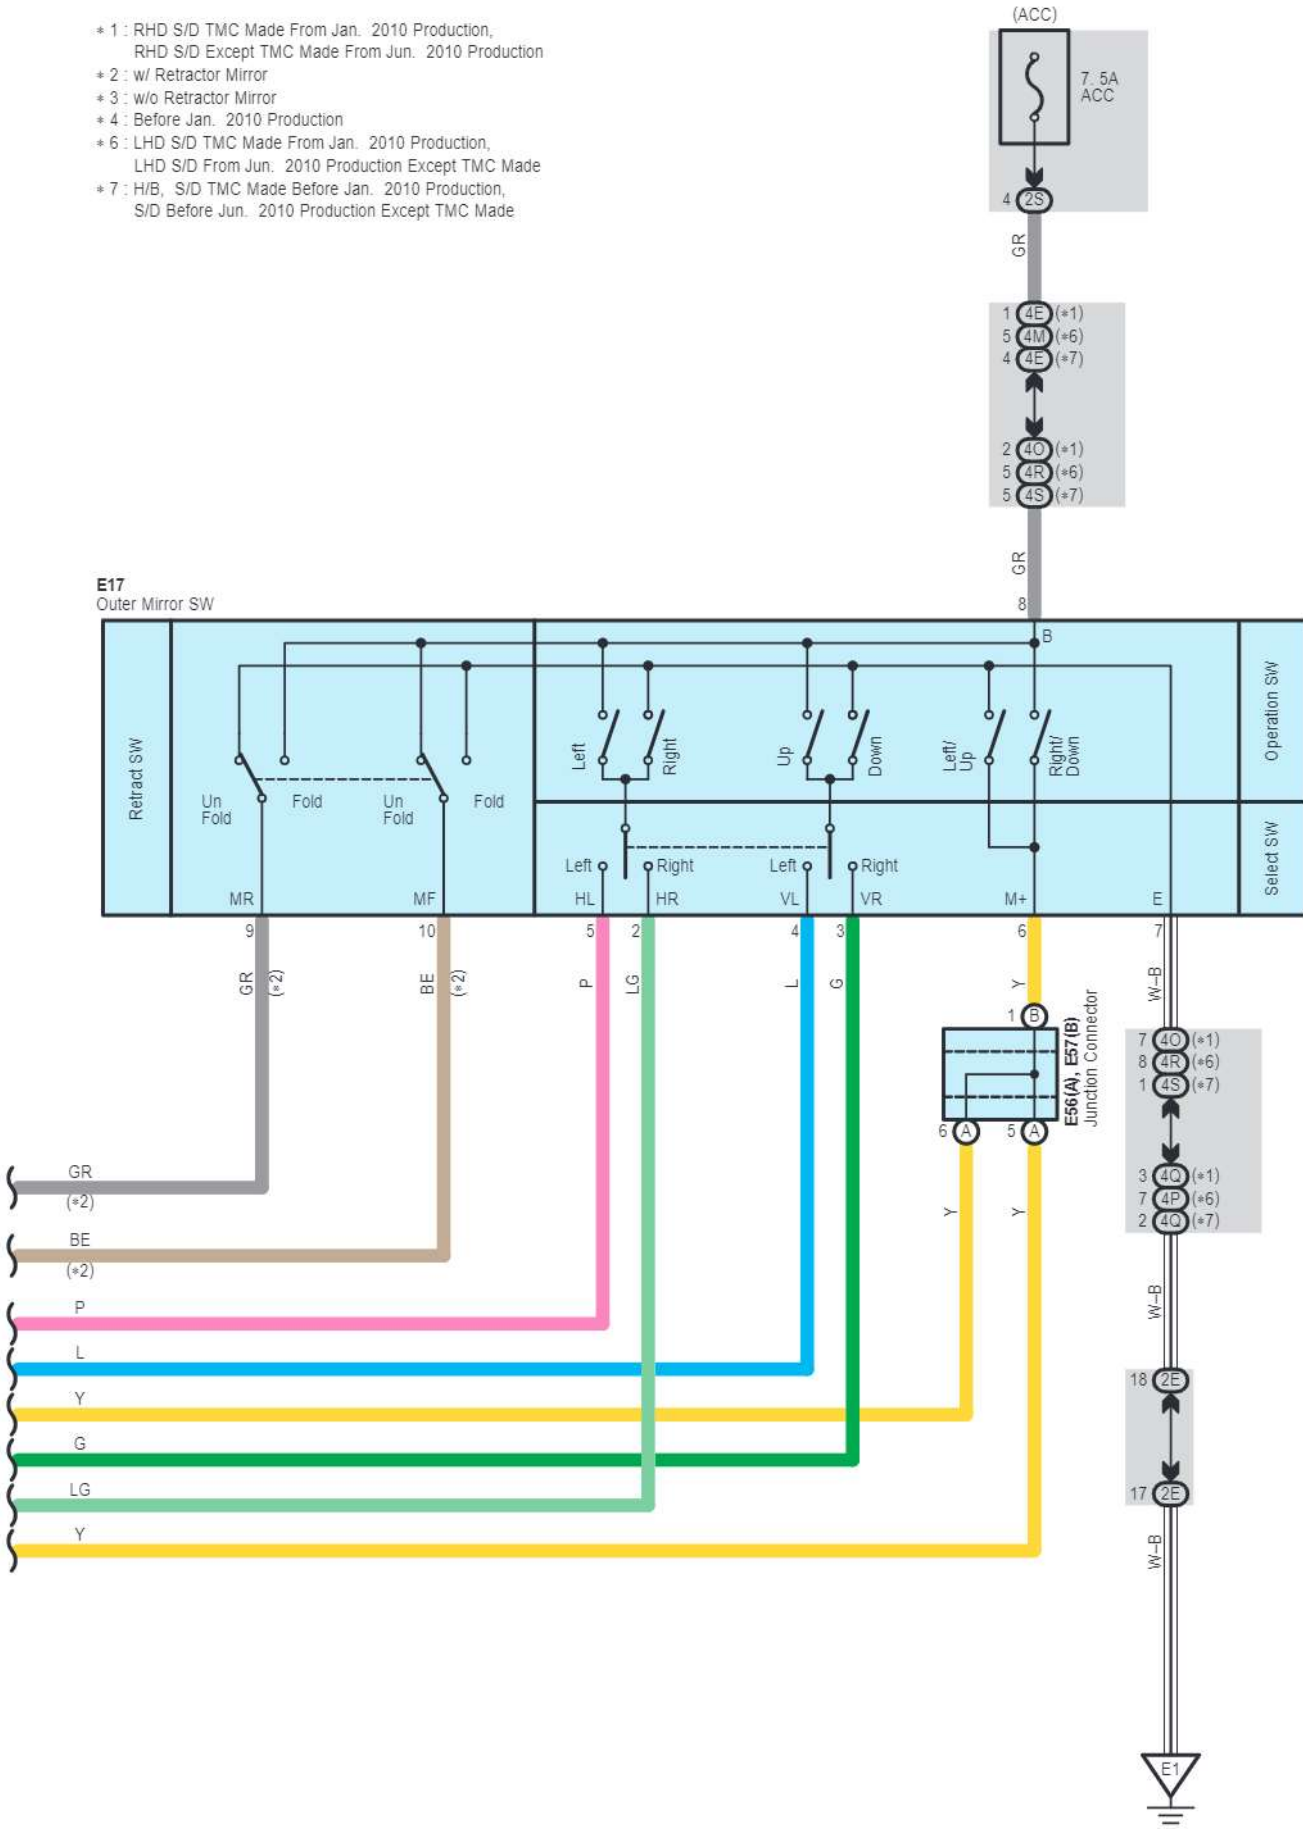 * 1 : RHD S/D TMC Made From Jan. 2010 Production,
RHD S/D Except TMC Made From Jun. 2010 Production
* 2 : w/ Retractor Mirror
* 3 : w/o Retractor Mirror
* 4 : Before Jan. 2010 Production
* 6 : LHD S/D TMC Made From Jan. 2010 Production,
LHD S/D From Jun. 2010 Production Except TMC Made
* 7 : H/B, S/D TMC Made Before Jan. 2010 Production,
S/D Before Jun. 2010 Production Except TMC Made
(ACC)
7. 5A
ACC
4 2S
GR
1 4E (*1)
5 4M (*6)
4 4E (*7)
2 4O (*1)
5 4R (*6)
5 4S (*7)
GR
8
E17
Outer Mirror SW
B
Retract SW
Un
Fold
Fold
Un
Fold
Fold
Left
Right
Up
Down
Left/
Up
Right/
Down
Operation SW
Left
Right
Left
Right
Select SW
MR
MF
HL
HR
VL
VR
M+
E
9
10
5
2
4
3
6
7
GR
(*2)
BE
(*2)
P
LG
L
G
Y
W-B
1 B
E56(A), E57(B)
Junction Connector
6 A
5 A
7 4O (*1)
8 4R (*6)
1 4S (*7)
3 4Q (*1)
7 4P (*6)
2 4Q (*7)
Y
Y
W-B
GR
(*2)
BE
(*2)
P
L
Y
G
LG
Y
18 2E
17 2E
W-B
E1